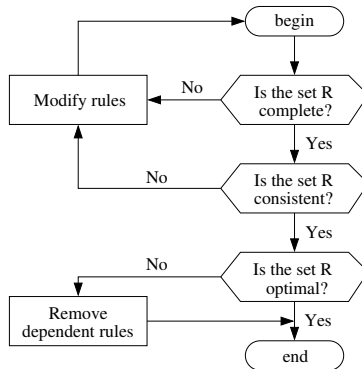 begin
Is the set R
complete?
No
Modify rules
Yes
Is the set R
consistent?
No
Yes
Is the set R
optimal?
No
Remove
dependent rules
Yes
end